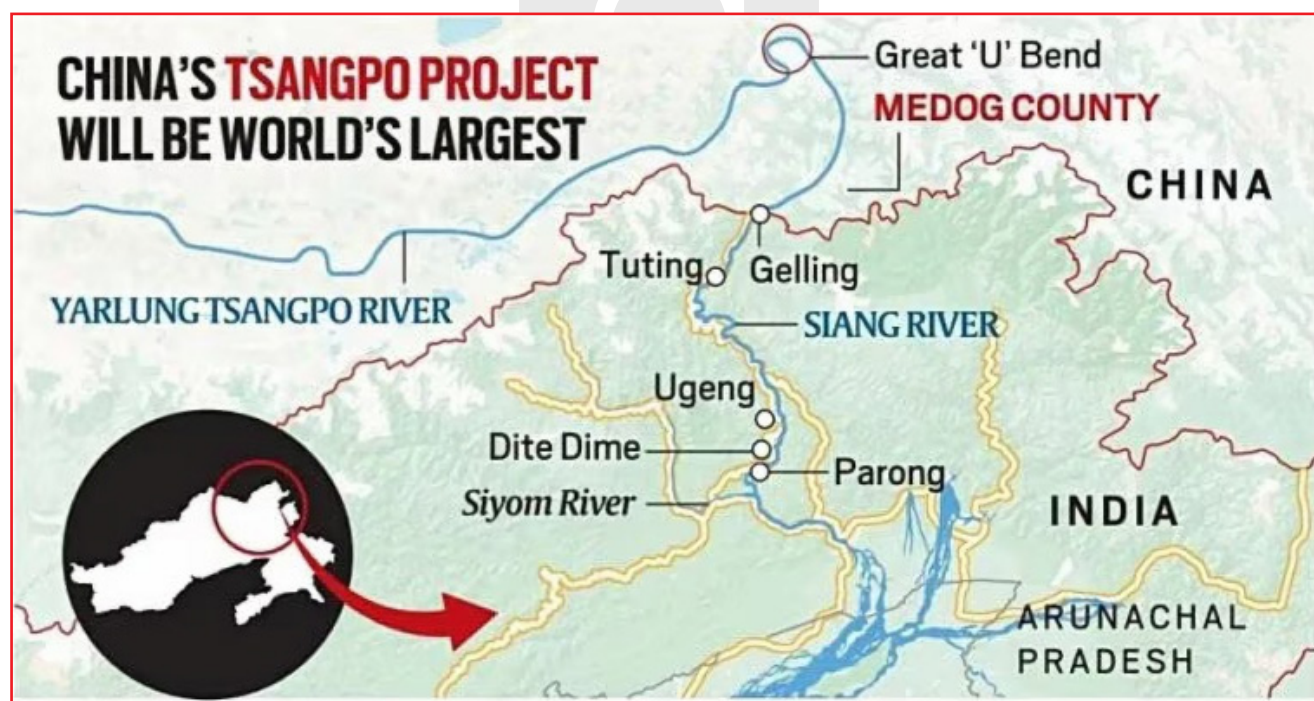 CHINA'S TSANGPO PROJECT
WILL BE WORLD'S LARGEST
Great 'U' Bend
MEDOG COUNTY
CHINA
Tuting
Gelling
YARLUNG TSANGPO RIVER
SIANG RIVER
Ugeng
Dite Dime
Parong
Siyom River
INDIA
ARUNACHAL
PRADESH